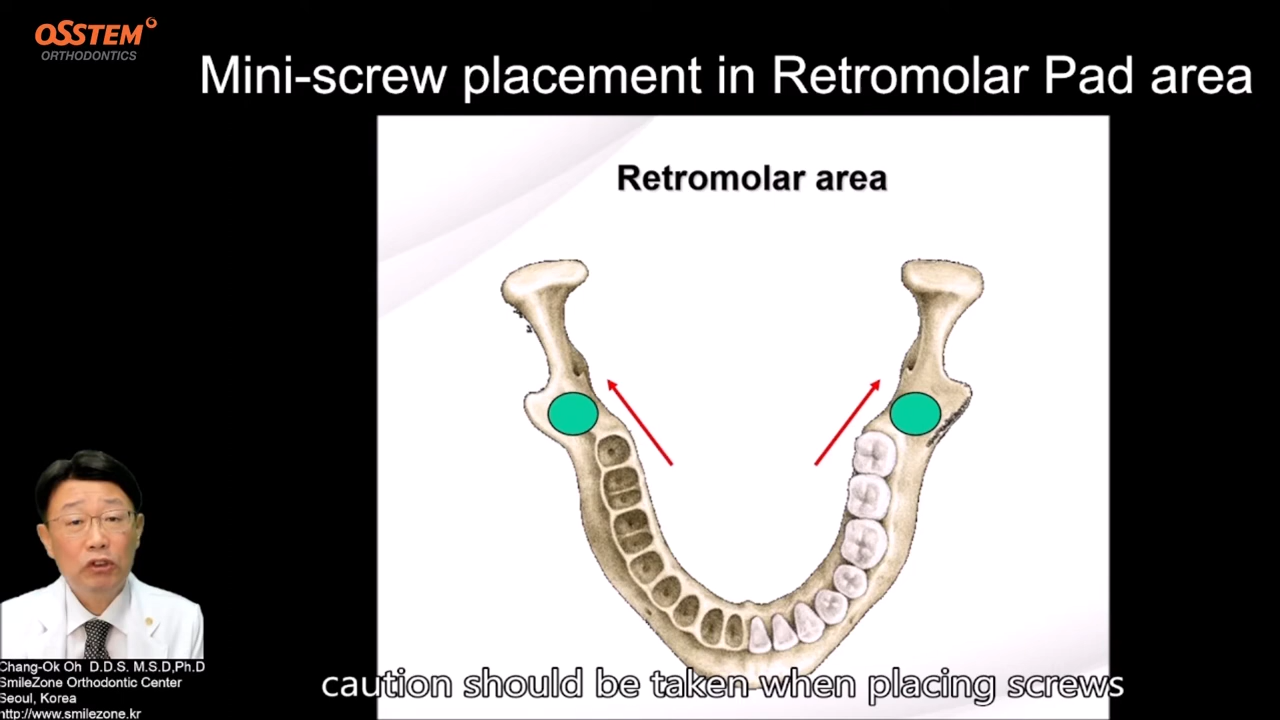 OSSTEM
ORTHODONTICS
Mini-screw placement in Retromolar Pad area
Retromolar area
Chang-Ok Oh D.D.S. M.S.D,Ph.D
SmileZone Orthodontic Center
Seoul, Korea
http://www.smilezone.kr
caution should be taken when placing screws